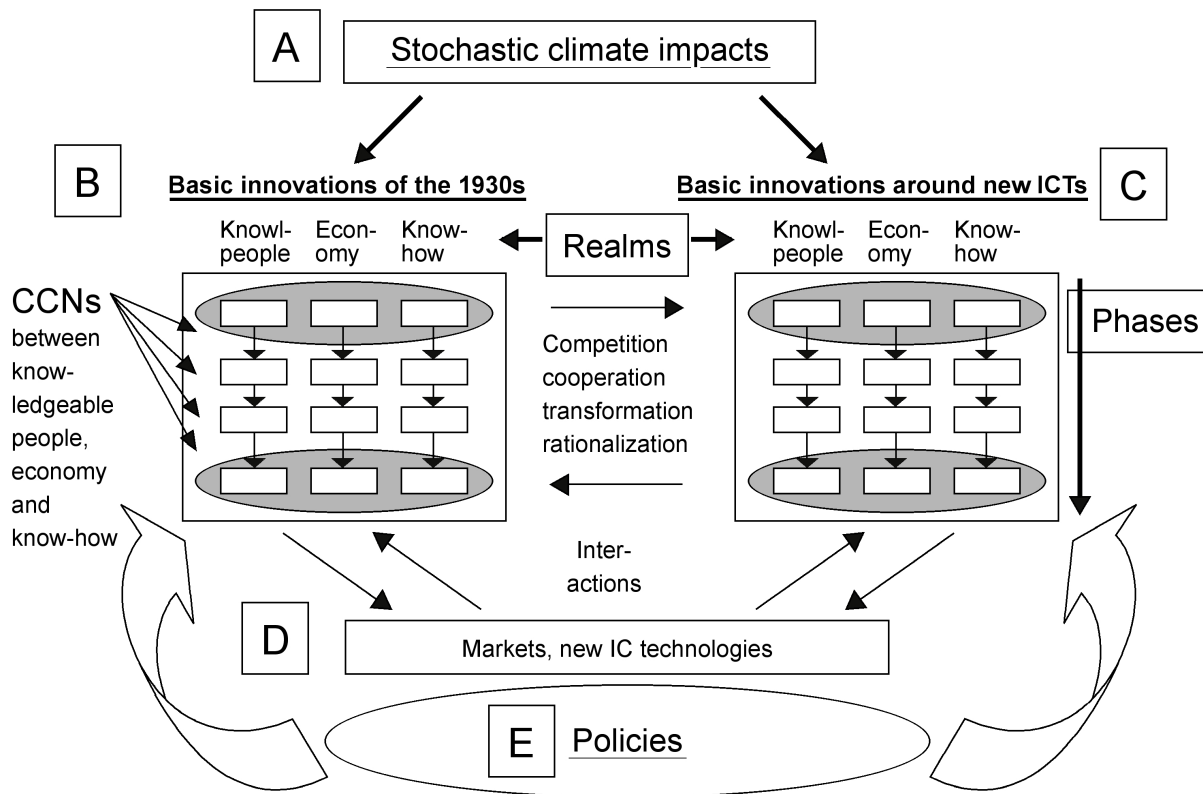 A
Stochastic climate impacts
B
Basic innovations of the 1930s
Basic innovations around new ICTs
C
Knowl-
people
Econ-
omy
Know-
how
Realms
Knowl-
people
Econ-
omy
Know-
how
CCNs
between
know-
ledgeable
people,
economy
and
know-how
Competition
cooperation
transformation
rationalization
Phases
Inter-
actions
D
Markets, new IC technologies
E
Policies